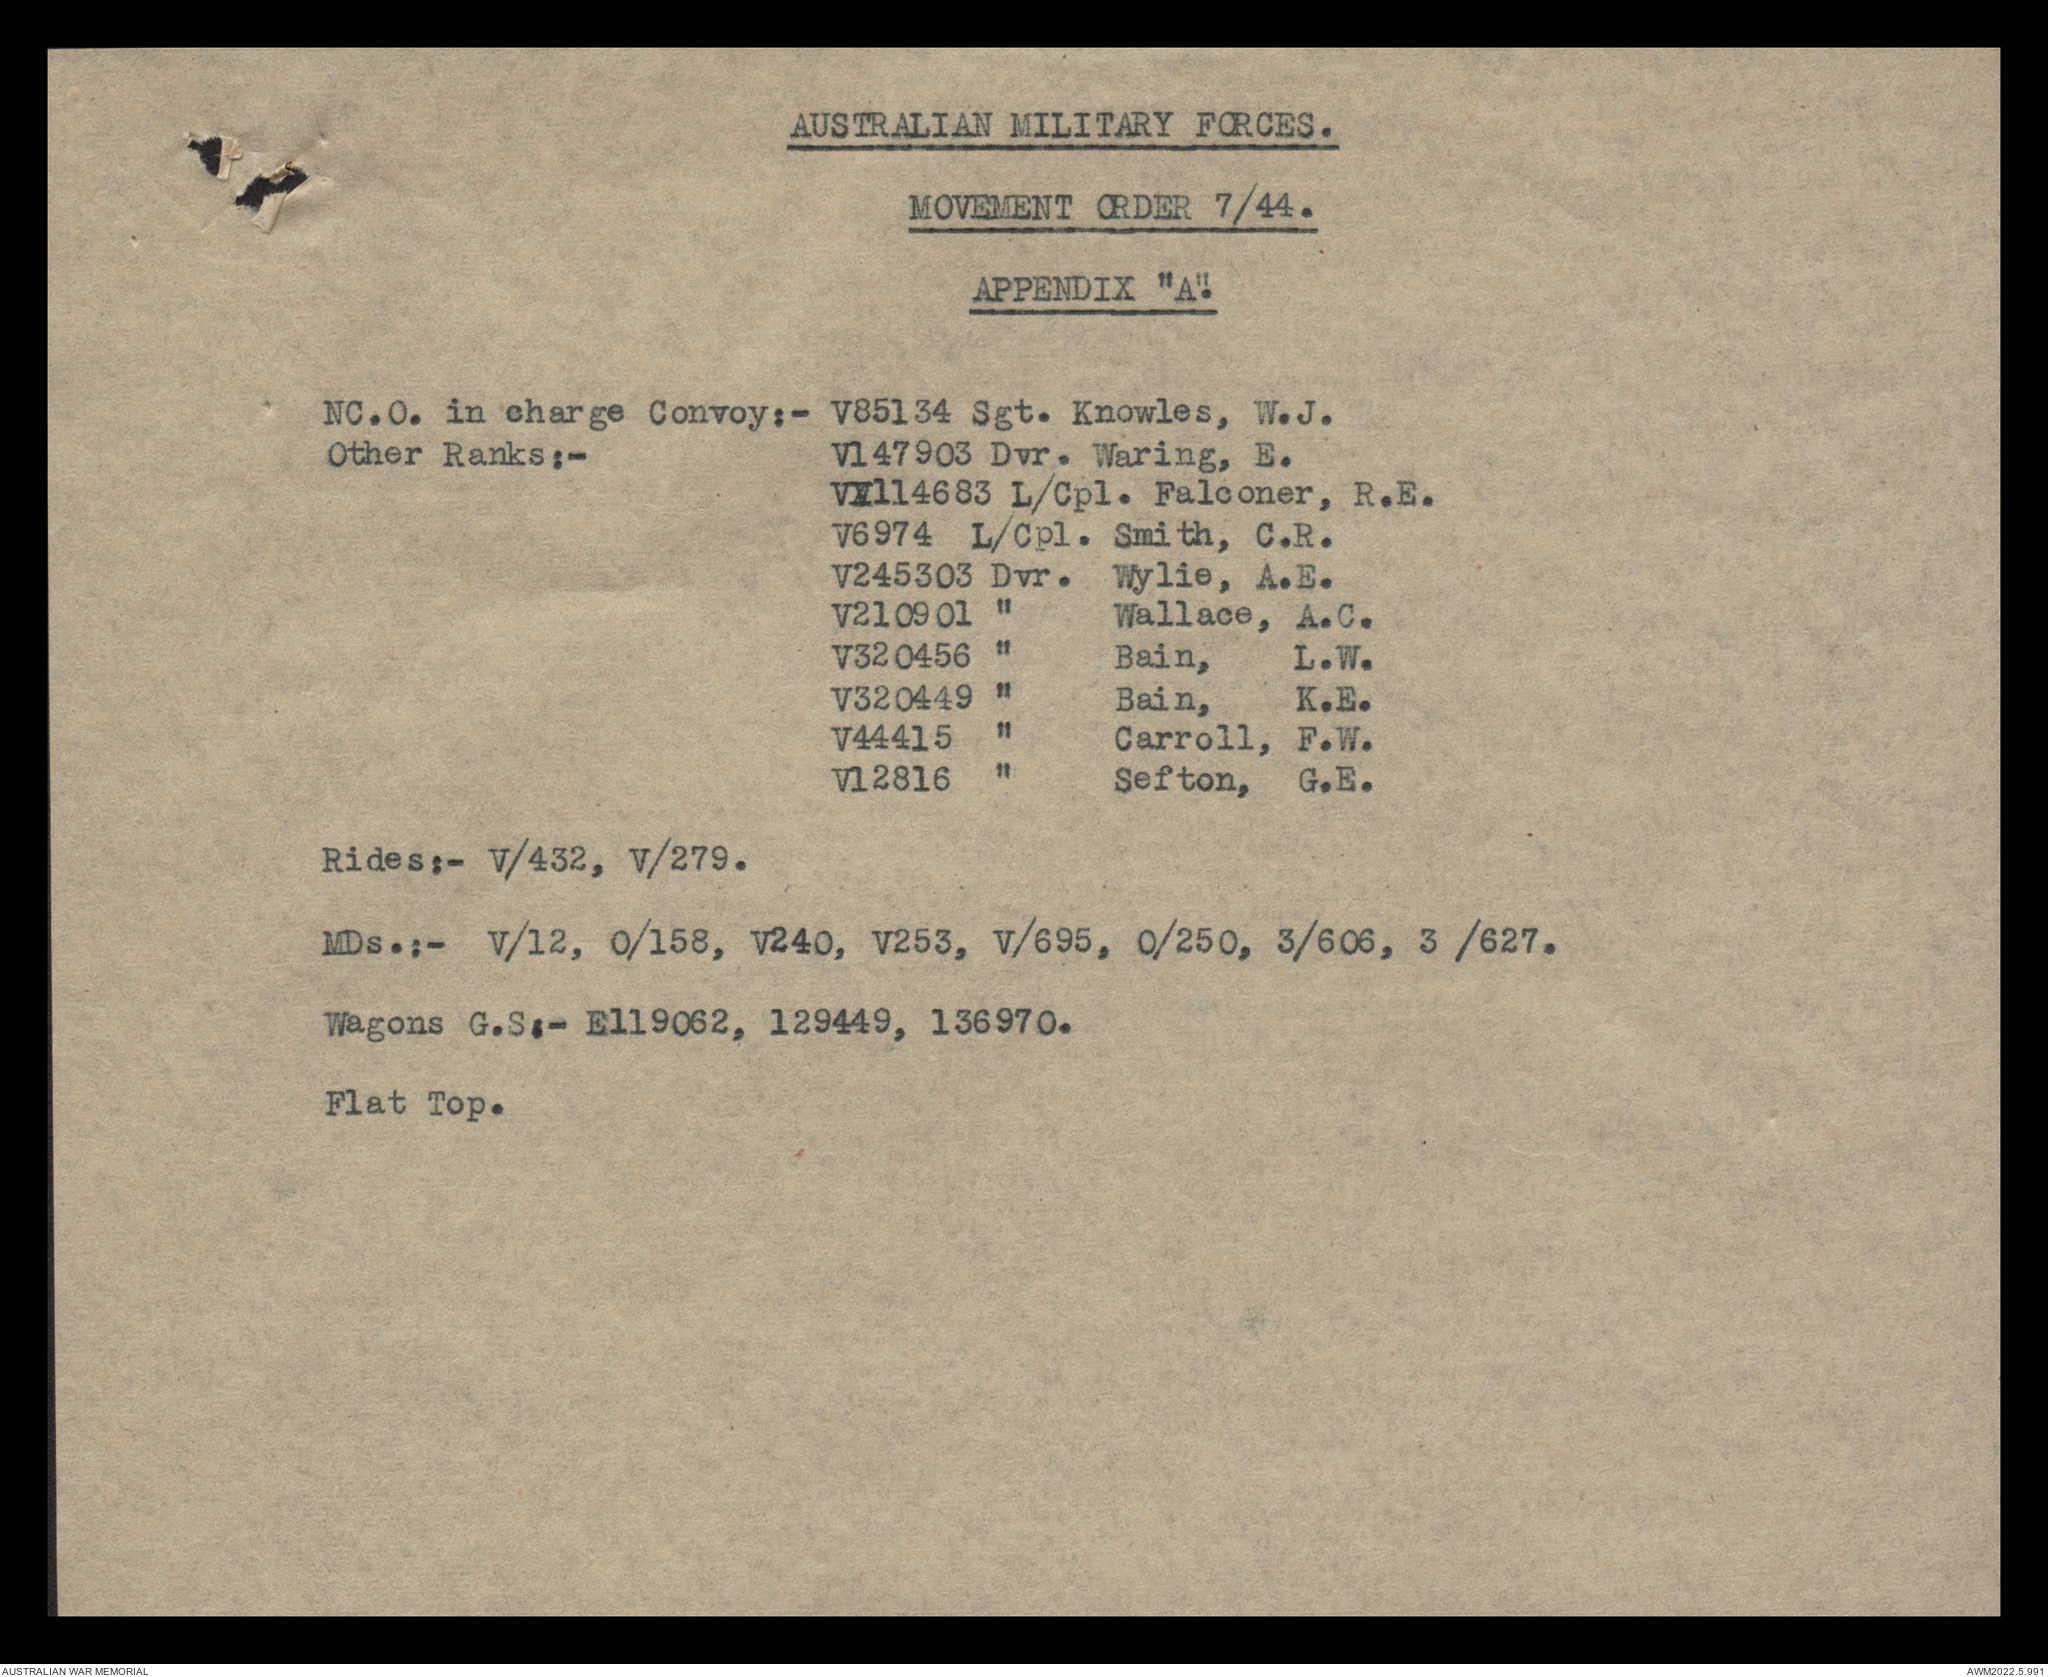 AUSTRALIAN MILITARY FORCES.
MOVEMENT ORDER 7/44.
APPENDIX "A".
NC.O. in charge Convoy:- V85134 Sgt. Knowles, W.J.
Other Ranks:- V147903 Dvr. Waring, E.
VX114683 L/Cpl. Falconer, R.E.
V6974 L/Cpl. Smith, C.R.
V245303 Dvr. Wylie, A.E.
V210901 " Wallace, A.C.
V320456 " Bain, L.W.
V320449 " Bain, K.E.
V44415 " Carroll, F.W.
V12816 " Sefton, G.E.
Rides:- V/432, V/279.
MDs.:- V/12, O/158, V240, V253, V/695, O/250, 3/606, 3 /627.
Wagons G.S:- E119062, 129449, 136970.
Flat Top.
AUSTRALIAN WAR MEMORIAL AWM2022.5.991